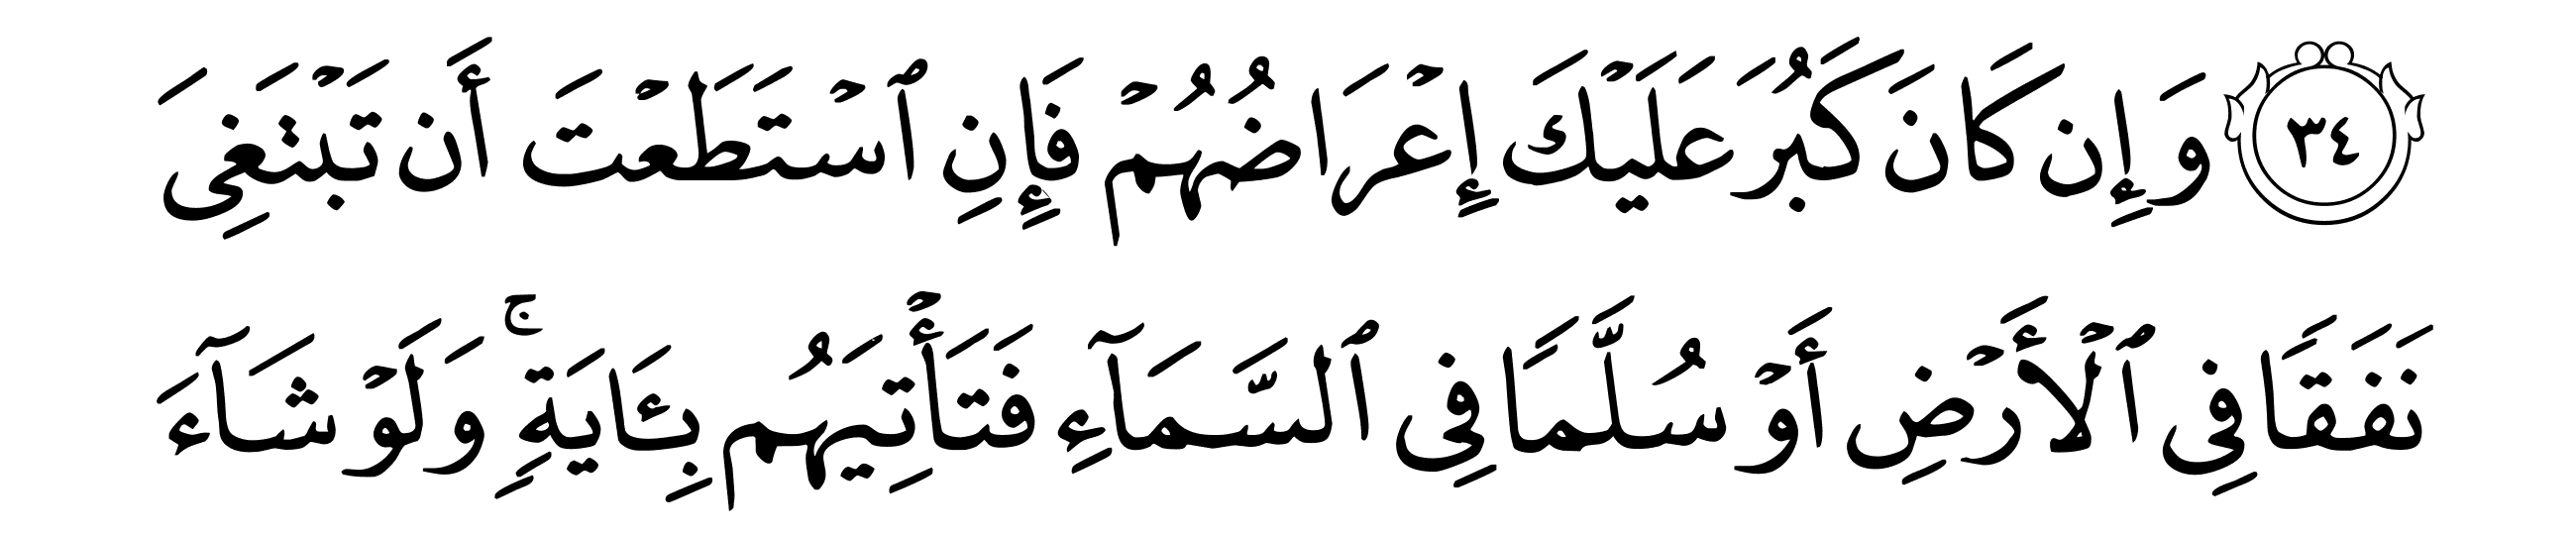 ٣٤ وَإِن كَانَ كَبُرَ عَلَيۡكَ إِعۡرَاضُهُمۡ فَإِنِ ٱسۡتَطَعۡتَ أَن تَبۡتَغِيَ
نَفَقٗا فِي ٱلۡأَرۡضِ أَوۡ سُلَّمٗا فِي ٱلسَّمَآءِ فَتَأۡتِيَهُم بِـَٔايَةٖۚ وَلَوۡ شَآءَ